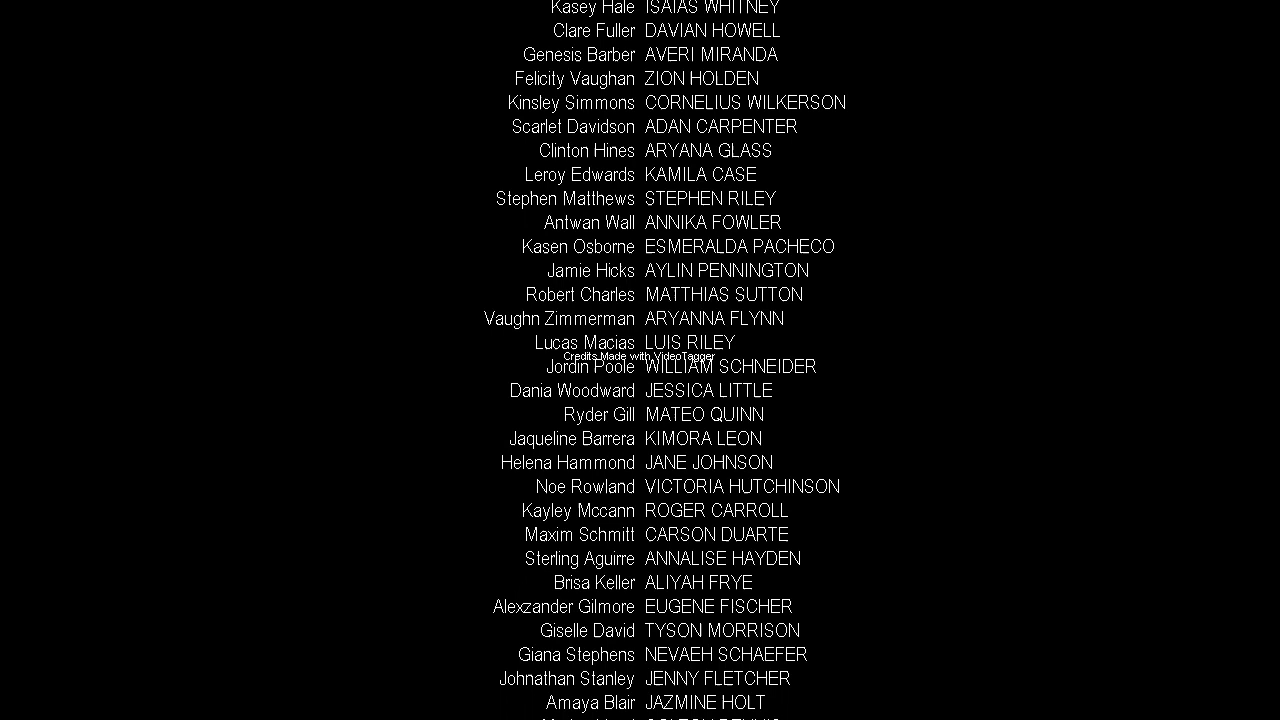 Kasey Hale ISAIAS WHITNEY
Clare Fuller DAVIAN HOWELL
Genesis Barber AVERI MIRANDA
Felicity Vaughan ZION HOLDEN
Kinsley Simmons CORNELIUS WILKERSON
Scarlet Davidson ADAN CARPENTER
Clinton Hines ARYANA GLASS
Leroy Edwards KAMILA CASE
Stephen Matthews STEPHEN RILEY
Antwan Wall ANNIKA FOWLER
Kasen Osborne ESMERALDA PACHECO
Jamie Hicks AYLIN PENNINGTON
Robert Charles MATTHIAS SUTTON
Vaughn Zimmerman ARYANNA FLYNN
Lucas Macias LUIS RILEY
Credits Made with VideoTagger
Jordin Poole WILLIAM SCHNEIDER
Dania Woodward JESSICA LITTLE
Ryder Gill MATEO QUINN
Jaqueline Barrera KIMORA LEON
Helena Hammond JANE JOHNSON
Noe Rowland VICTORIA HUTCHINSON
Kayley Mccann ROGER CARROLL
Maxim Schmitt CARSON DUARTE
Sterling Aguirre ANNALISE HAYDEN
Brisa Keller ALIYAH FRYE
Alexzander Gilmore EUGENE FISCHER
Giselle David TYSON MORRISON
Giana Stephens NEVAEH SCHAEFER
Johnathan Stanley JENNY FLETCHER
Amaya Blair JAZMINE HOLT